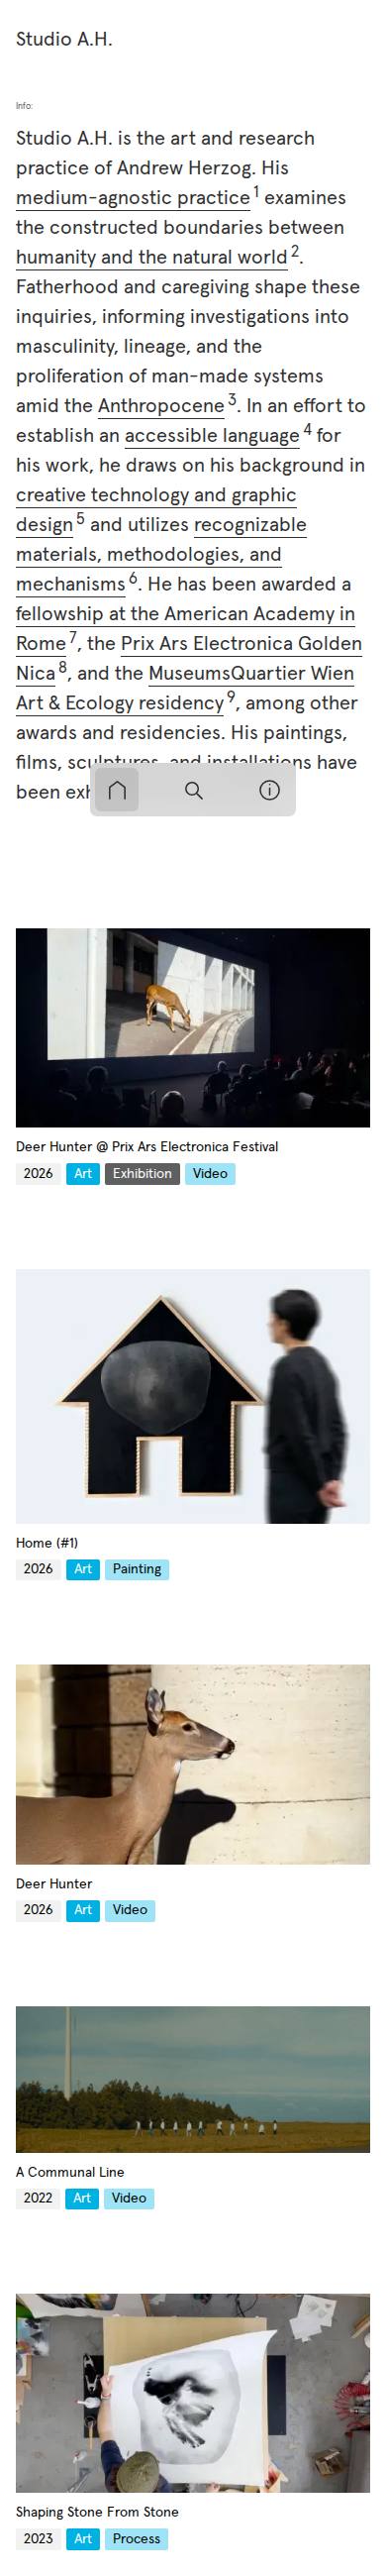 Studio A.H.
Info:
Studio A.H. is the art and research
practice of Andrew Herzog. His
medium-agnostic practice 1 examines
the constructed boundaries between
humanity and the natural world 2.
Fatherhood and caregiving shape these
inquiries, informing investigations into
masculinity, lineage, and the
proliferation of man-made systems
amid the Anthropocene 3. In an effort to
establish an accessible language 4 for
his work, he draws on his background in
creative technology and graphic
design 5 and utilizes recognizable
materials, methodologies, and
mechanisms 6. He has been awarded a
fellowship at the American Academy in
Rome 7, the Prix Ars Electronica Golden
Nica 8, and the MuseumsQuartier Wien
Art & Ecology residency 9, among other
awards and residencies. His paintings,
films, sculptures, and installations have
been
Deer Hunter @ Prix Ars Electronica Festival
2026 Art Exhibition Video
Home (#1)
2026 Art Painting
Deer Hunter
2026 Art Video
A Communal Line
2022 Art Video
Shaping Stone From Stone
2023 Art Process